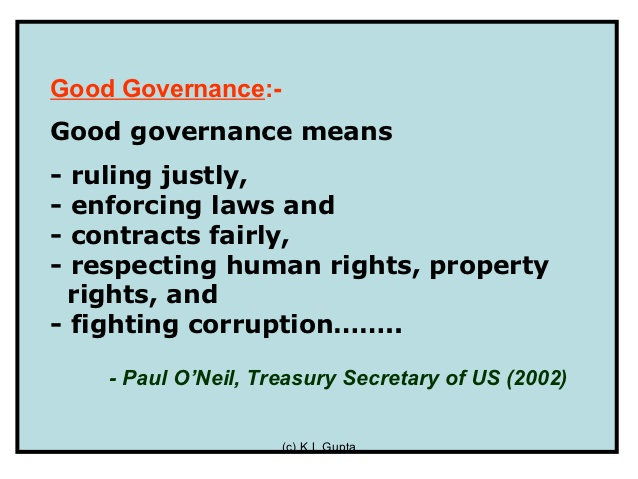 Good Governance:-
Good governance means
- ruling justly,
- enforcing laws and
- contracts fairly,
- respecting human rights, property
rights, and
- fighting corruption........
- Paul O’Neil, Treasury Secretary of US (2002)
(c) K.L Gupta